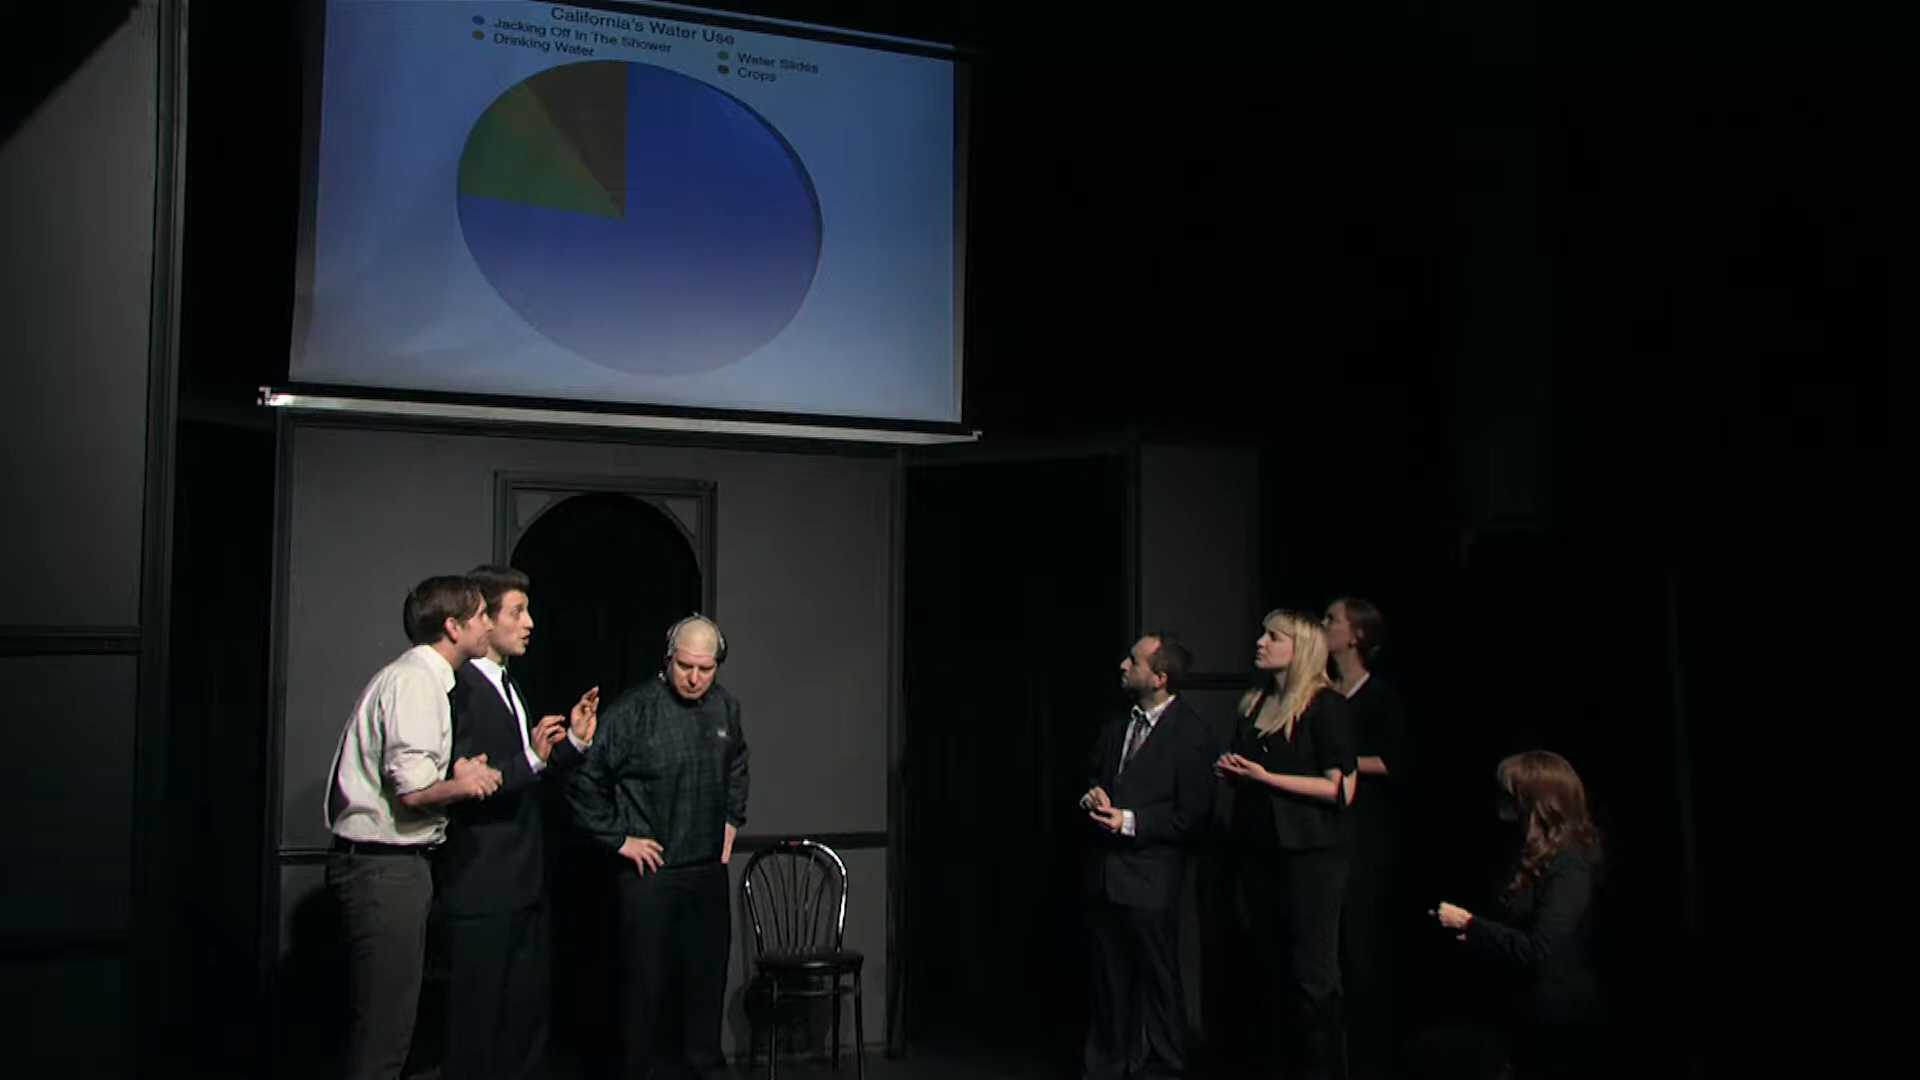 California's Water Use
Jacking Off In The Shower
Drinking Water
Water Slides
Crops